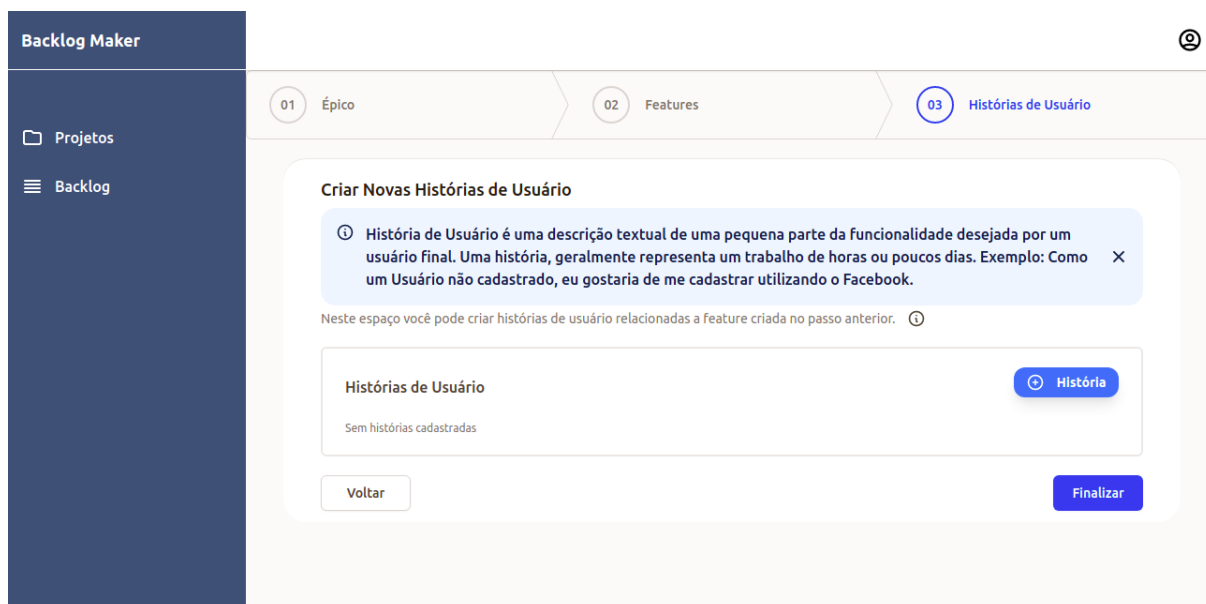 Backlog Maker
Projetos
Backlog
01 Épico
02 Features
03 Histórias de Usuário
Criar Novas Histórias de Usuário
História de Usuário é uma descrição textual de uma pequena parte da funcionalidade desejada por um
usuário final. Uma história, geralmente representa um trabalho de horas ou poucos dias. Exemplo: Como
um Usuário não cadastrado, eu gostaria de me cadastrar utilizando o Facebook.
Neste espaço você pode criar histórias de usuário relacionadas a feature criada no passo anterior.
Histórias de Usuário
História
Sem histórias cadastradas
Voltar
Finalizar